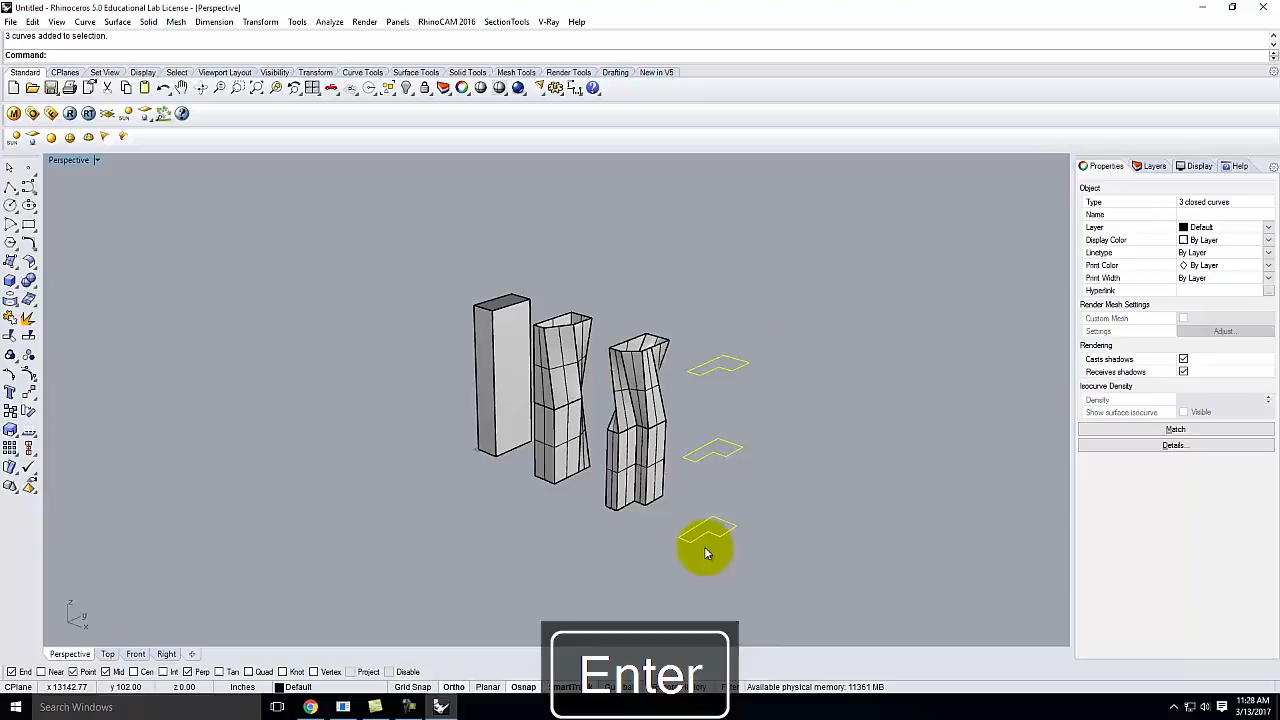 Untitled - Rhinoceros 5.0 Educational Lab License - [Perspective]
File Edit View Curve Surface Solid Mesh Dimension Transform Tools Analyze Render Panels RhinoCAM 2016 SectionTools V-Ray Help
3 curves added to selection.
Command:
Standard CPlanes Set View Display Select Viewport Layout Visibility Transform Curve Tools Surface Tools Solid Tools Mesh Tools Render Tools Drafting New in V5
Perspective
Properties Layers Display Help
Object
Type 3 closed curves
Name
Layer Default
Display Color By Layer
Linetype By Layer
Print Color By Layer
Print Width By Layer
Hyperlink
Render Mesh Settings
Custom Mesh
Settings Adjust...
Rendering
Casts shadows
Receives shadows
Isocurve Density
Density
Show surface isocurve Visible
Match
Details...
z
y
x
Enter
Perspective Top Front Right
End Near Point Mid Cen Int Perp Tan Quad Knot Vertex Project Disable
CPlane x 13142.77 y 102.00 z 0.00 Inches Default Grid Snap Ortho Planar Osnap Available physical memory: 11361 MB
Search Windows
11:28 AM
3/13/2017